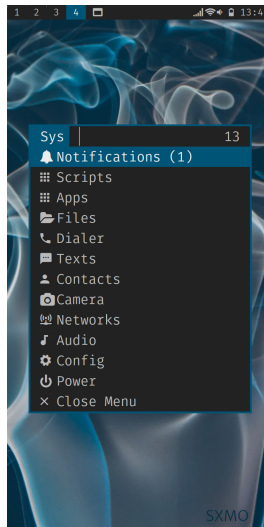 1 2 3 4 13:4
Sys 13
Notifications (1)
Scripts
Apps
Files
Dialer
Texts
Contacts
Camera
Networks
Audio
Config
Power
Close Menu
SXMO